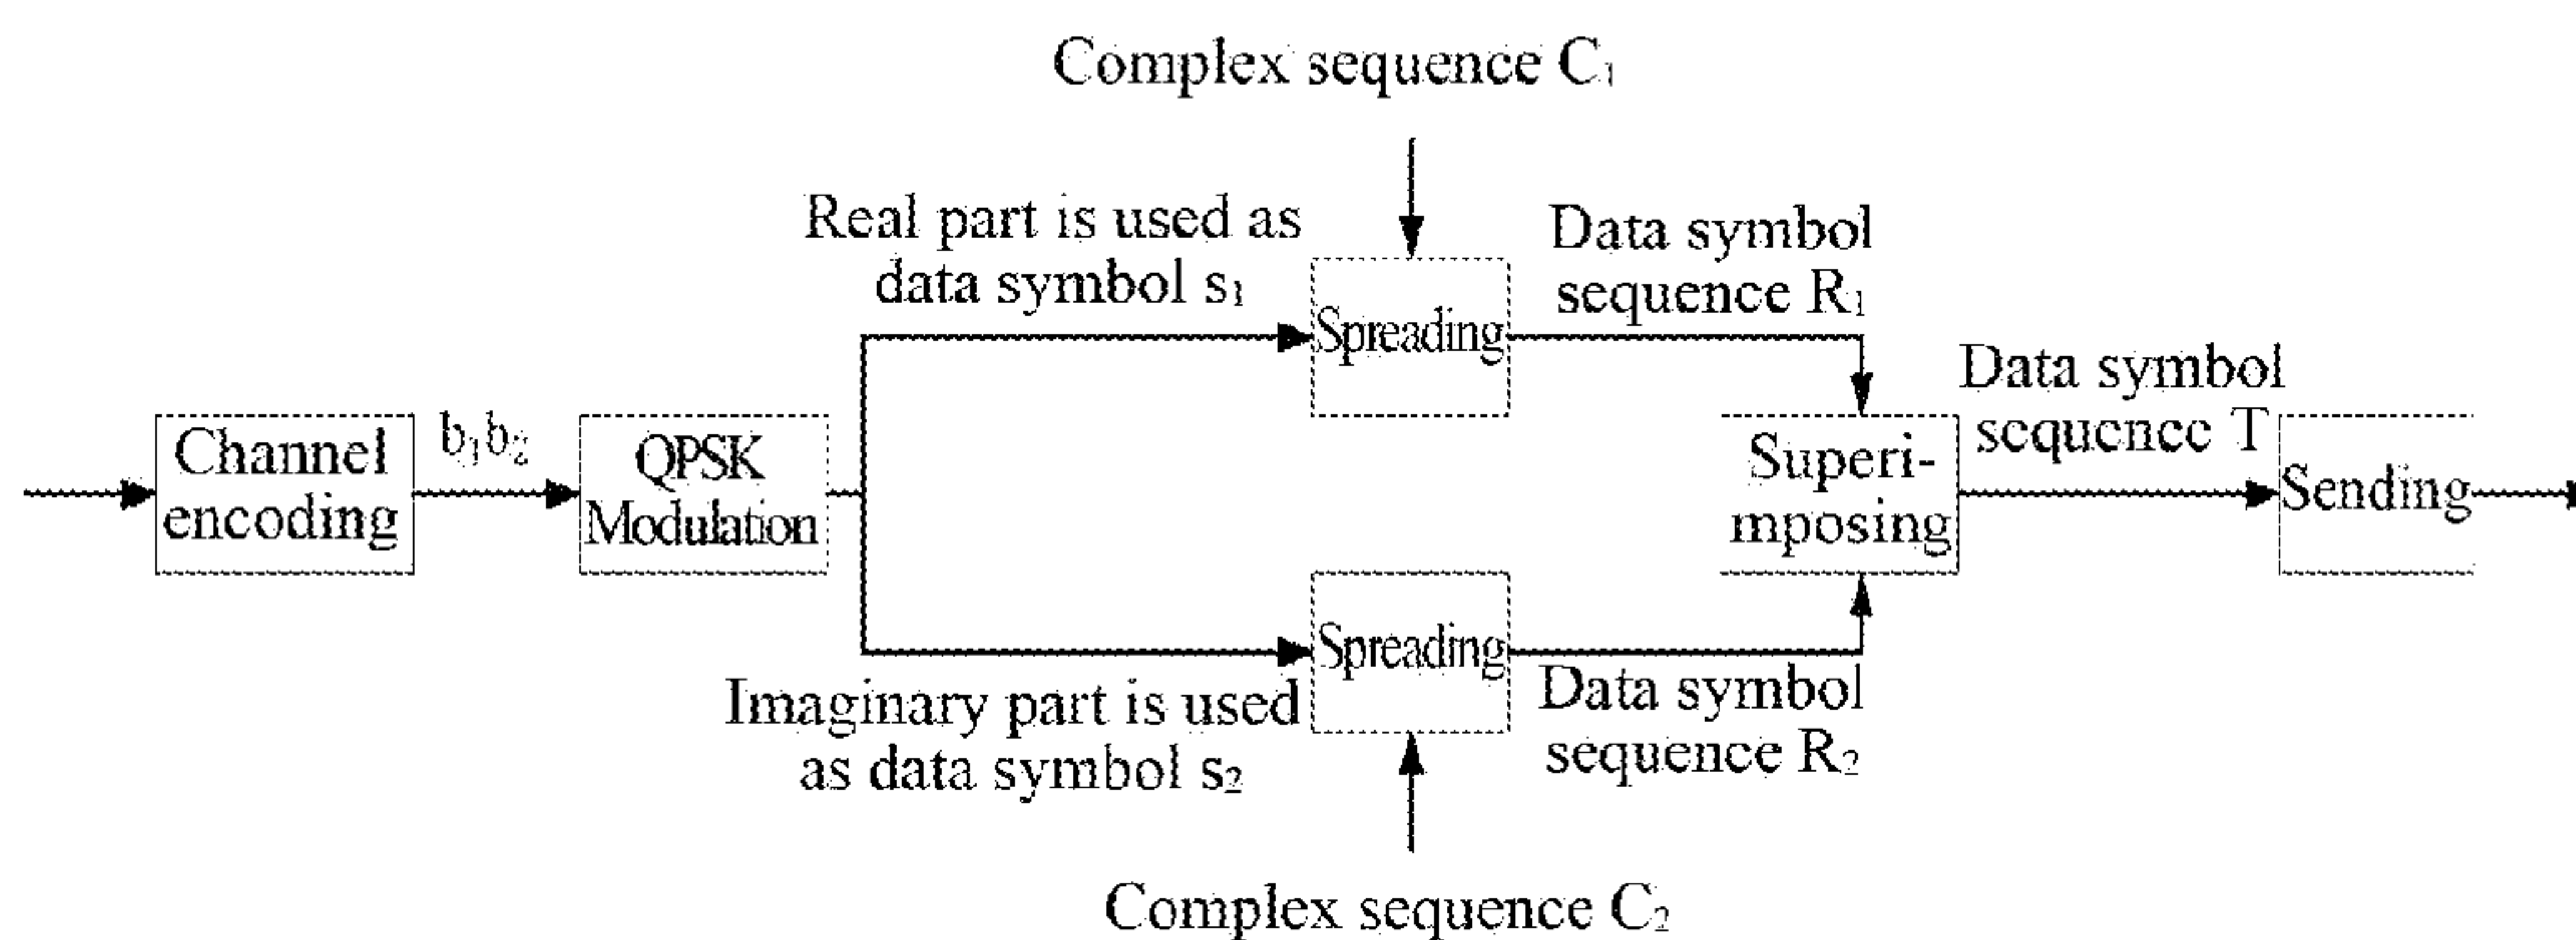 Complex sequence C₁
Real part is used as
data symbol s₁
Data symbol
sequence R₁
Spreading
Data symbol
sequence T
Channel
encoding
b₁b₂
QPSK
Modulation
Superi-
mposing
Sending
Spreading
Imaginary part is used
as data symbol s₂
Data symbol
sequence R₂
Complex sequence C₂